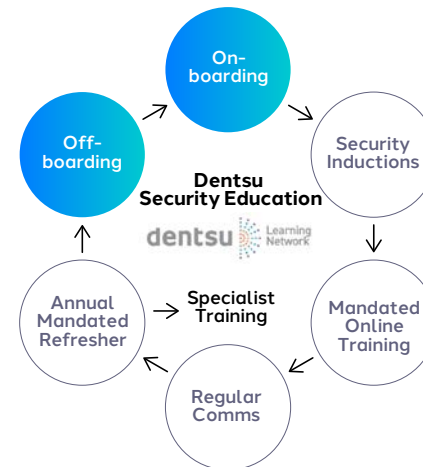 On-
boarding
Off-
boarding
Security
Inductions
Dentsu
Security Education
dentsu
Learning
Network
Annual
Mandated
Refresher
Specialist
Training
Mandated
Online
Training
Regular
Comms